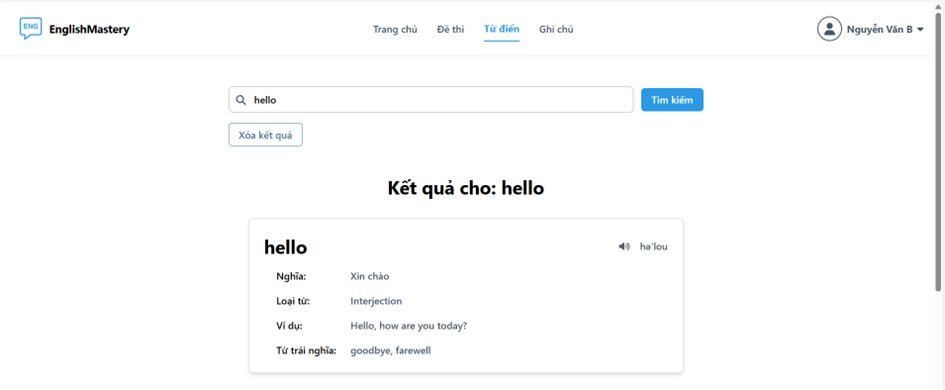 ENG EnglishMastery Trang chủ Đề thi Từ điển Ghi chú Nguyễn Văn B
hello Tìm kiếm
Xóa kết quả
Kết quả cho: hello
hello həˈlou
Nghĩa: Xin chào
Loại từ: Interjection
Ví dụ: Hello, how are you today?
Từ trái nghĩa: goodbye, farewell